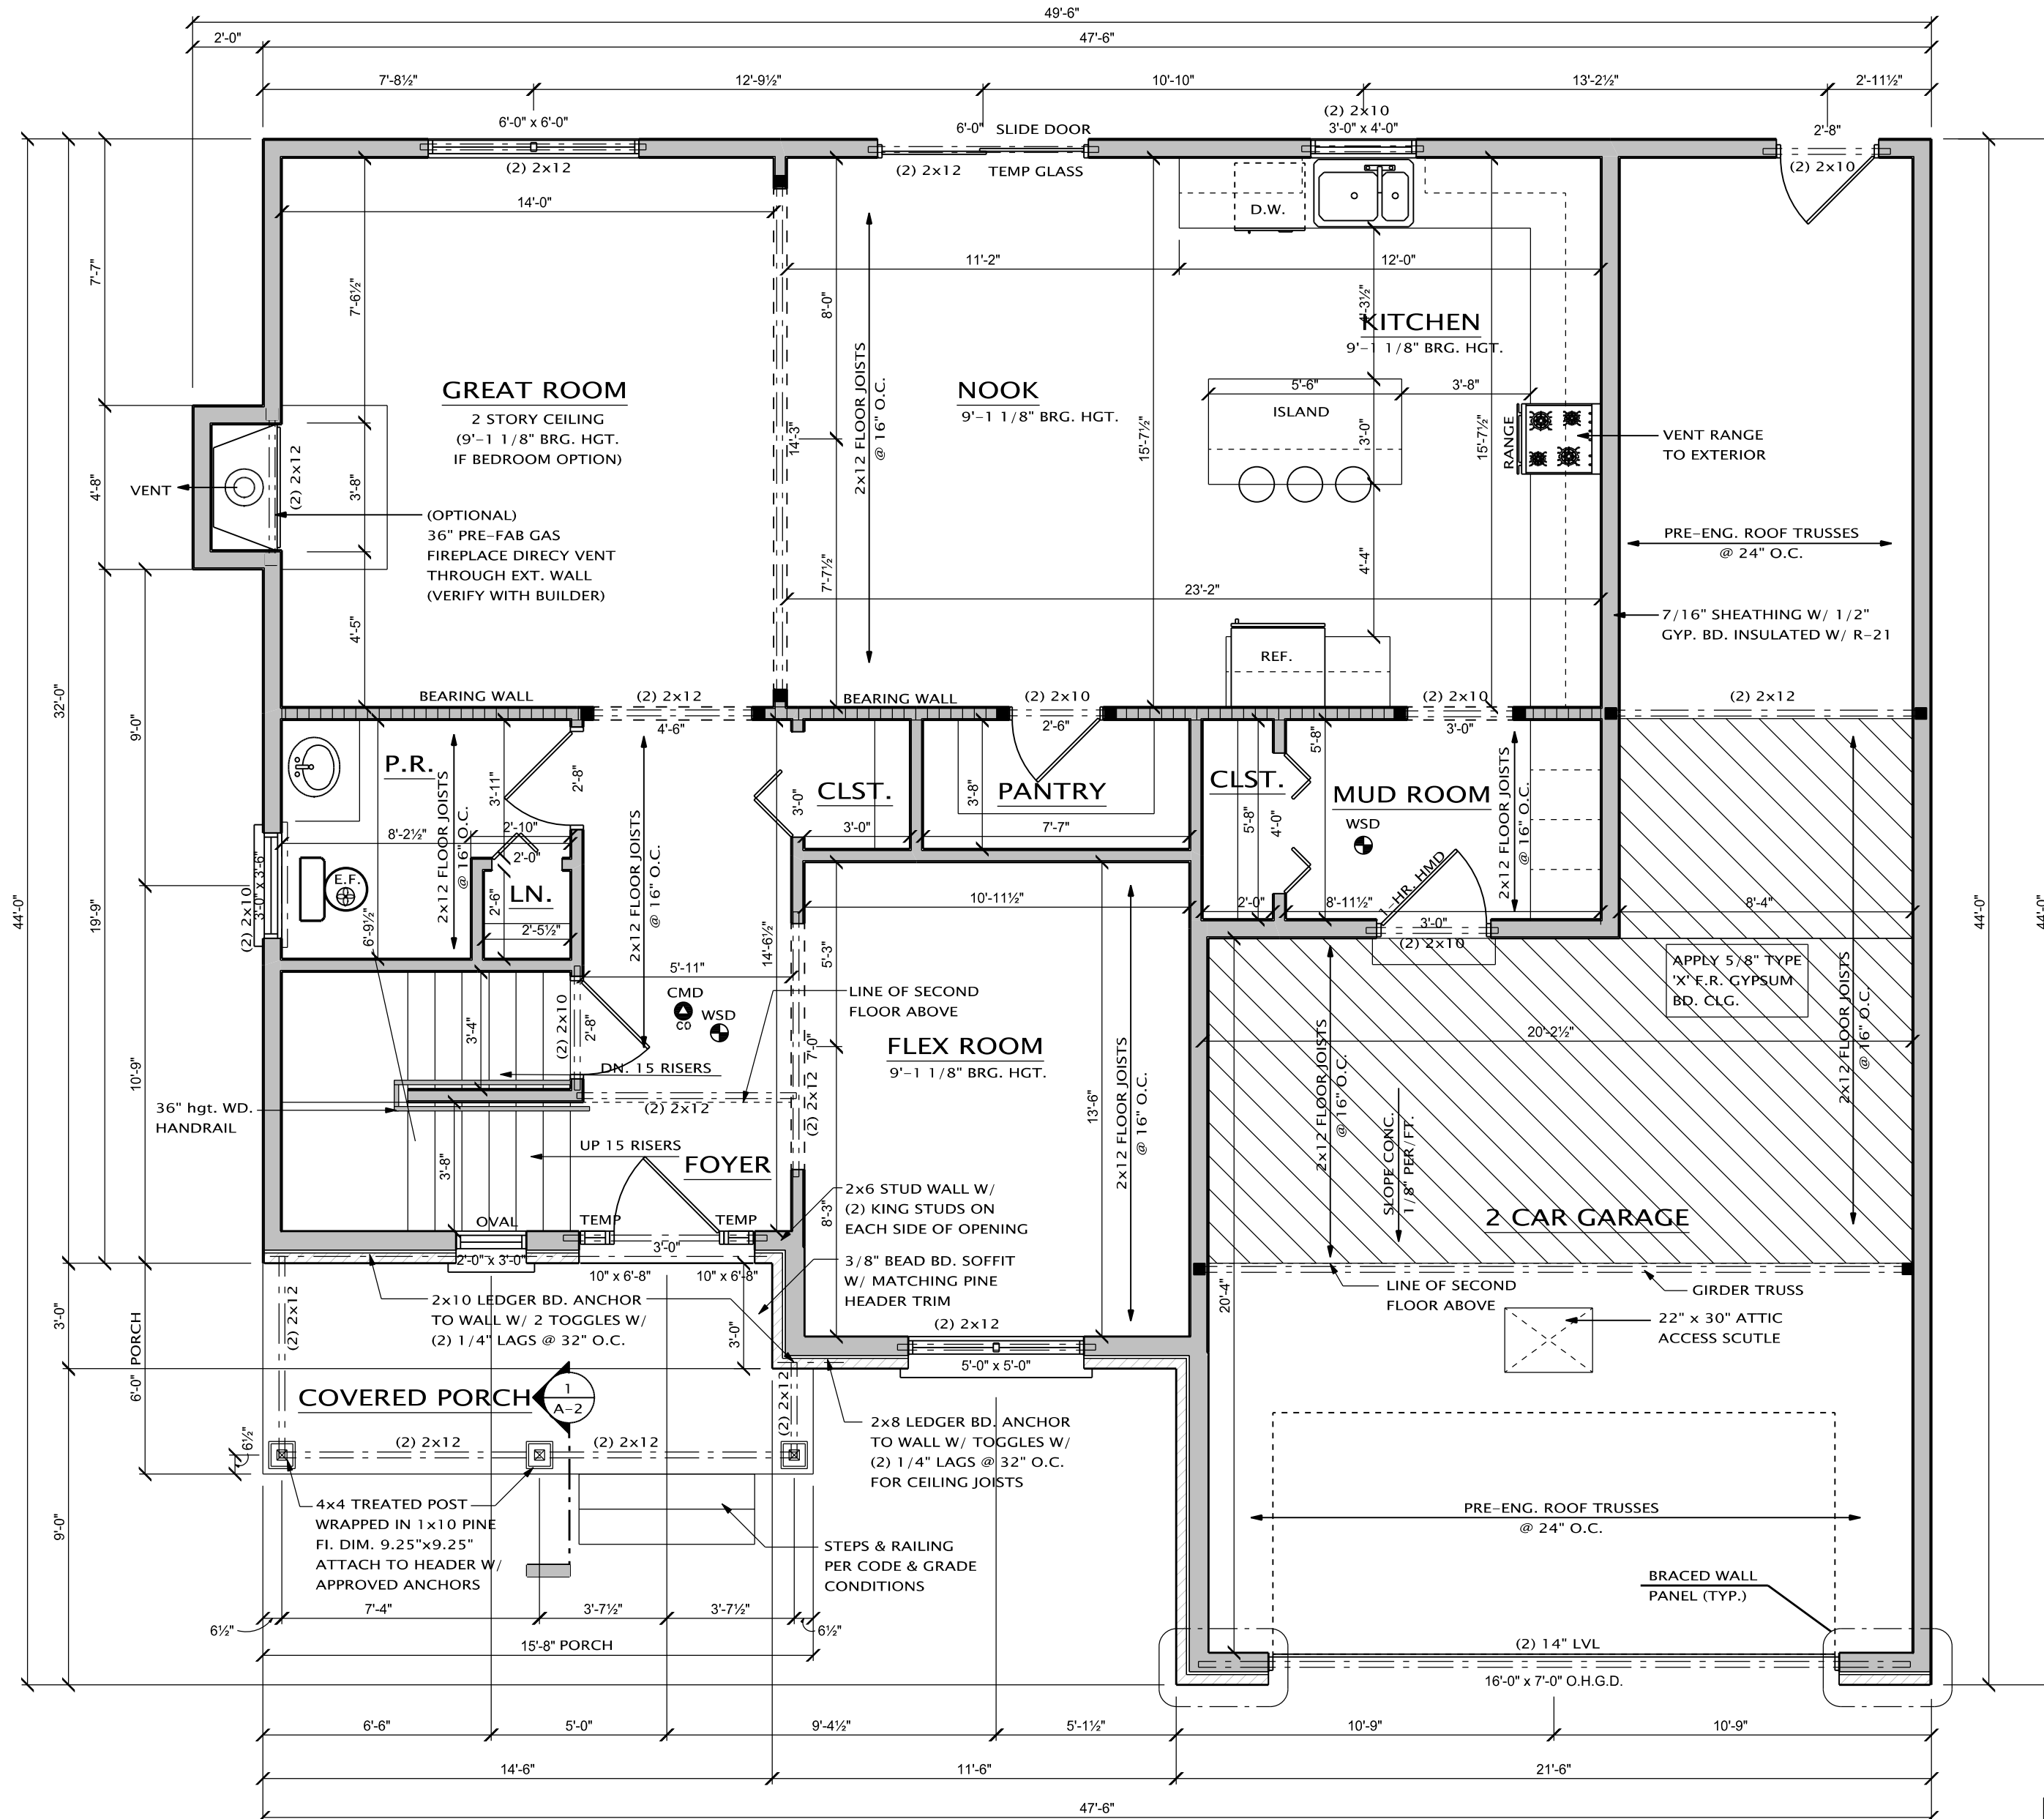 49'-6"
2'-0"
47'-6"
7'-8½"
12'-9½"
10'-10"
13'-2½"
2'-11½"
6'-0" x 6'-0"
(2) 2x12
6'-0"
SLIDE DOOR
(2) 2x12
TEMP GLASS
(2) 2x10
3'-0" x 4'-0"
2'-8"
(2) 2x10
D.W.
14'-0"
11'-2"
12'-0"
7'-7"
7'-6½"
8'-0"
KITCHEN
9'-1 1/8" BRG. HGT.
GREAT ROOM
2 STORY CEILING
(9'-1 1/8" BRG. HGT.
IF BEDROOM OPTION)
NOOK
9'-1 1/8" BRG. HGT.
2x12 FLOOR JOISTS
@ 16" O.C.
5'-6"
3'-8"
ISLAND
3'-0"
RANGE
VENT RANGE
TO EXTERIOR
14'-3"
15'-7½"
15'-7½"
4'-8"
VENT
(2) 2x12
3'-8"
(OPTIONAL)
36" PRE-FAB GAS
FIREPLACE DIRECY VENT
THROUGH EXT. WALL
(VERIFY WITH BUILDER)
PRE-ENG. ROOF TRUSSES
@ 24" O.C.
7'-7½"
4'-4"
23'-2"
7/16" SHEATHING W/ 1/2"
GYP. BD. INSULATED W/ R-21
4'-5"
REF.
32'-0"
9'-0"
BEARING WALL
(2) 2x12
4'-6"
BEARING WALL
(2) 2x10
2'-6"
(2) 2x10
3'-0"
(2) 2x12
P.R.
2x12 FLOOR JOISTS
@ 16" O.C.
3'-11"
2'-8"
8'-2½"
2'-10"
2'-0"
2x12 FLOOR JOISTS
@ 16" O.C.
3'-0"
CLST.
3'-0"
3'-8"
PANTRY
7'-7"
CLST.
5'-8"
4'-0"
5'-8"
MUD ROOM
WSD
2x12 FLOOR JOISTS
@ 16" O.C.
1-HR. HMD
2'-0"
8'-11½"
3'-0"
(2) 2x10
8'-4"
44'-0"
19'-9"
(2) 2x10
3'-0" x 3'-6"
E.F.
LN.
2'-6"
2'-5½"
6'-9½"
10'-11½"
14'-6½"
5'-3"
44'-0"
44'-0"
APPLY 5/8" TYPE
'X' F.R. GYPSUM
BD. CLG.
5'-11"
CMD
CO
WSD
LINE OF SECOND
FLOOR ABOVE
3'-4"
(2) 2x10
2'-8"
10'-9"
20'-2½"
FLEX ROOM
9'-1 1/8" BRG. HGT.
7'-0"
(2) 2x12
DN. 15 RISERS
(2) 2x12
36" hgt. WD.
HANDRAIL
UP 15 RISERS
3'-8"
FOYER
13'-6"
2x12 FLOOR JOISTS
@ 16" O.C.
2x12 FLOOR JOISTS
@ 16" O.C.
2x12 FLOOR JOISTS
@ 16" O.C.
SLOPE CONC.
1/8" PER/FT.
8'-3"
2x6 STUD WALL W/
(2) KING STUDS ON
EACH SIDE OF OPENING
2 CAR GARAGE
OVAL
TEMP
TEMP
3'-0"
2'-0" x 3'-0"
10" x 6'-8"
10" x 6'-8"
3/8" BEAD BD. SOFFIT
W/ MATCHING PINE
HEADER TRIM
LINE OF SECOND
FLOOR ABOVE
GIRDER TRUSS
20'-4"
2x10 LEDGER BD. ANCHOR
TO WALL W/ 2 TOGGLES W/
(2) 1/4" LAGS @ 32" O.C.
(2) 2x12
3'-0"
3'-0"
(2) 2x12
5'-0" x 5'-0"
22" x 30" ATTIC
ACCESS SCUTLE
6'-0" PORCH
COVERED PORCH
1
A-2
(2) 2x12
2x8 LEDGER BD. ANCHOR
TO WALL W/ TOGGLES W/
(2) 1/4" LAGS @ 32" O.C.
FOR CEILING JOISTS
6½"
(2) 2x12
(2) 2x12
9'-0"
4x4 TREATED POST
WRAPPED IN 1x10 PINE
FI. DIM. 9.25"x9.25"
ATTACH TO HEADER W/
APPROVED ANCHORS
STEPS & RAILING
PER CODE & GRADE
CONDITIONS
PRE-ENG. ROOF TRUSSES
@ 24" O.C.
BRACED WALL
PANEL (TYP.)
7'-4"
3'-7½"
3'-7½"
6½"
6½"
15'-8" PORCH
(2) 14" LVL
16'-0" x 7'-0" O.H.G.D.
6'-6"
5'-0"
9'-4½"
5'-1½"
10'-9"
10'-9"
14'-6"
11'-6"
21'-6"
47'-6"